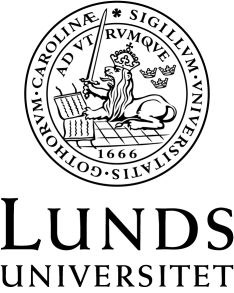 SIGILLVM · VNIVERSITATIS · GOTHORVM · CAROLINÆ
AD VTRVMQVE
1666
LUNDS
UNIVERSITET